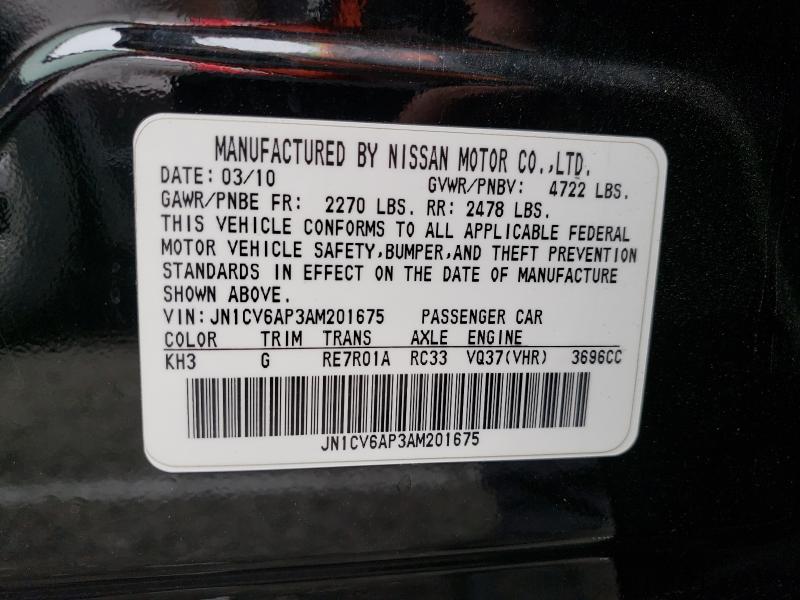 MANUFACTURED BY NISSAN MOTOR CO.,LTD.
DATE: 03/10 GVWR/PNBV: 4722 LBS.
GAWR/PNBE FR: 2270 LBS. RR: 2478 LBS.
THIS VEHICLE CONFORMS TO ALL APPLICABLE FEDERAL
MOTOR VEHICLE SAFETY,BUMPER,AND THEFT PREVENTION
STANDARDS IN EFFECT ON THE DATE OF MANUFACTURE
SHOWN ABOVE.
VIN: JN1CV6AP3AM201675 PASSENGER CAR
COLOR TRIM TRANS AXLE ENGINE
KH3 G RE7R01A RC33 VQ37(VHR) 3696CC
JN1CV6AP3AM201675